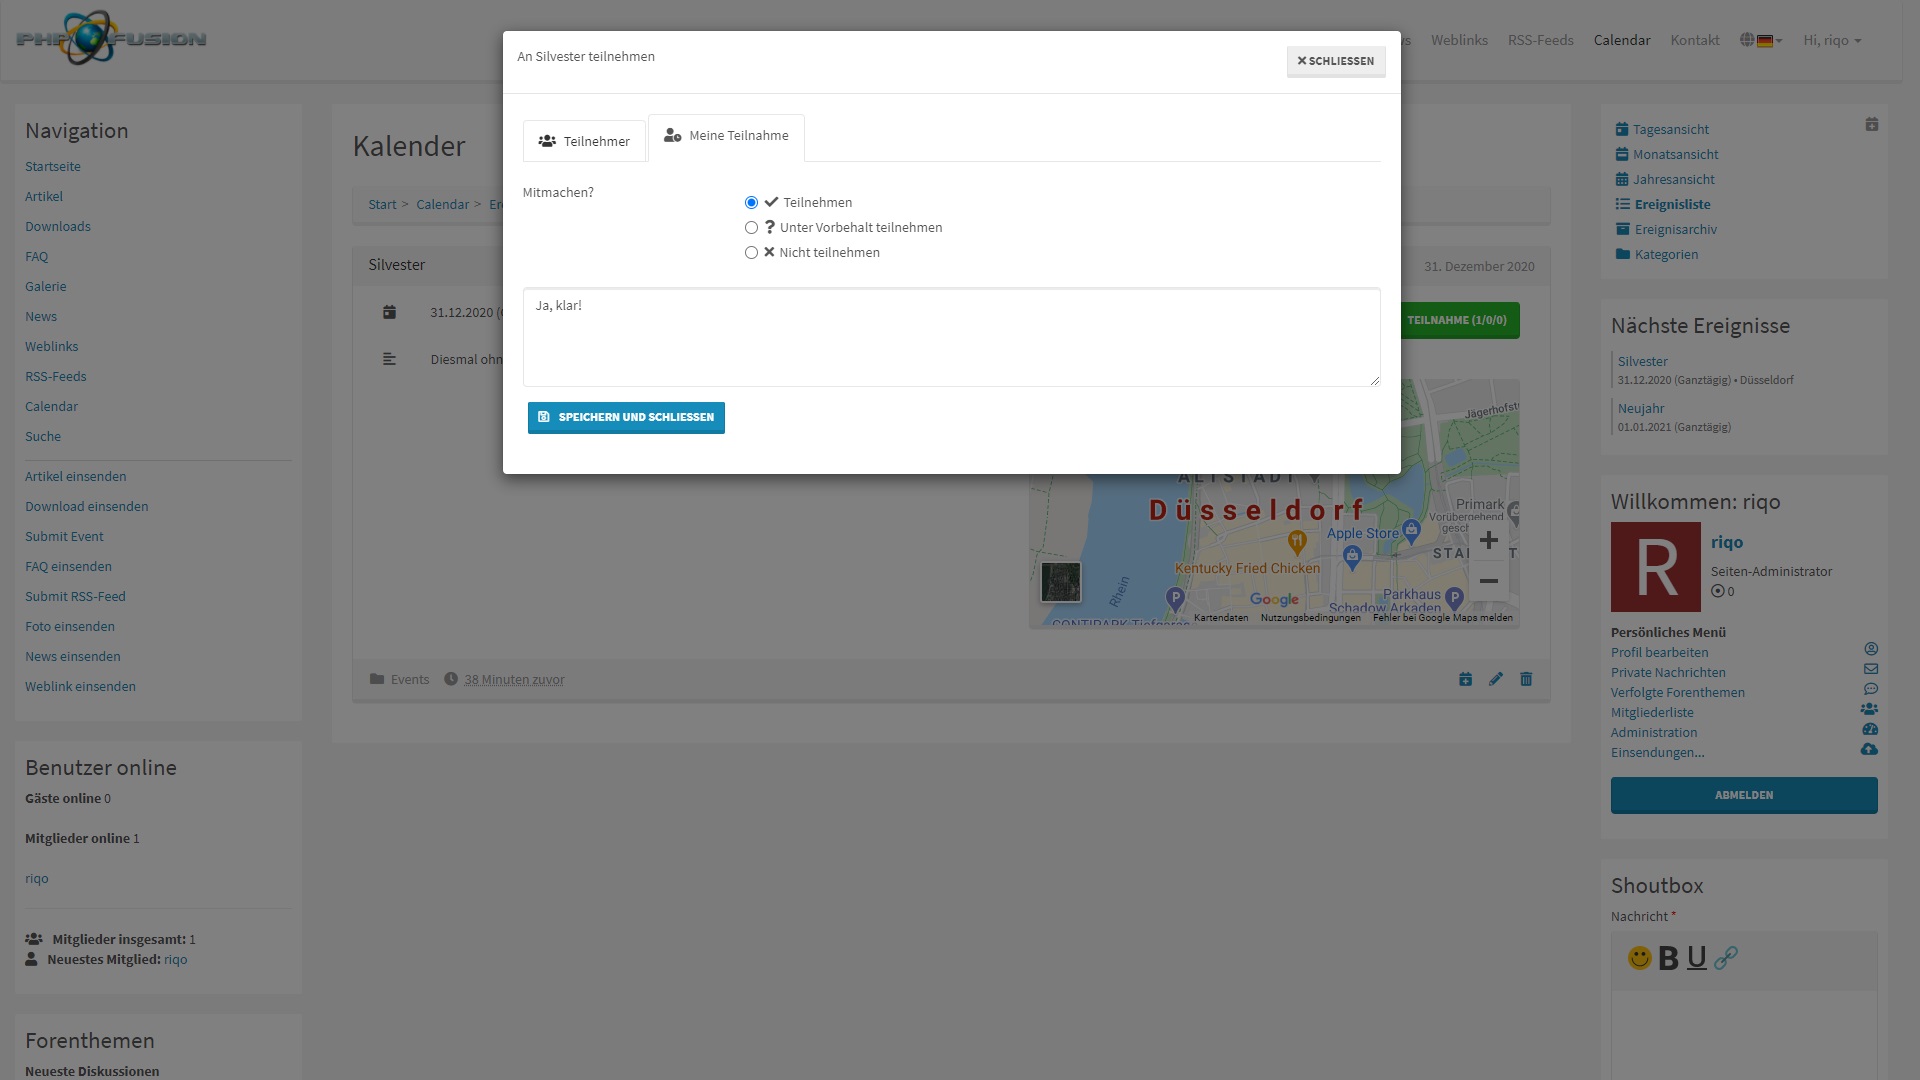 PHP FUSION
Weblinks
RSS-Feeds
Calendar
Kontakt
Hi, riqo
An Silvester teilnehmen
SCHLIESSEN
Teilnehmer
Meine Teilnahme
Mitmachen?
Teilnehmen
Unter Vorbehalt teilnehmen
Nicht teilnehmen
Ja, klar!
SPEICHERN UND SCHLIESSEN
Navigation
Startseite
Artikel
Downloads
FAQ
Galerie
News
Weblinks
RSS-Feeds
Calendar
Suche
Artikel einsenden
Download einsenden
Submit Event
FAQ einsenden
Submit RSS-Feed
Foto einsenden
News einsenden
Weblink einsenden
Benutzer online
Gäste online 0
Mitglieder online 1
riqo
Mitglieder insgesamt: 1
Neuestes Mitglied: riqo
Forenthemen
Neueste Diskussionen
Kalender
Start > Calendar >
Silvester
31. Dezember 2020
31.12.2020
Diesmal
TEILNAHME (1/0/0)
Jägerhofst
ALTSTADT
Düsseldorf
Primark
Vorübergehend
gesch
Apple Store
Kentucky Fried Chicken
Rhein
Parkhaus
Schadow Arkaden
CONTIPARK
Google
Kartendaten
Nutzungsbedingungen
Fehler bei Google Maps melden
Events
38 Minuten zuvor
Tagesansicht
Monatsansicht
Jahresansicht
Ereignisliste
Ereignisarchiv
Kategorien
Nächste Ereignisse
Silvester
31.12.2020 (Ganztägig) • Düsseldorf
Neujahr
01.01.2021 (Ganztägig)
Willkommen: riqo
R
riqo
Seiten-Administrator
0
Persönliches Menü
Profil bearbeiten
Private Nachrichten
Verfolgte Forenthemen
Mitgliederliste
Administration
Einsendungen...
ABMELDEN
Shoutbox
Nachricht *
B U